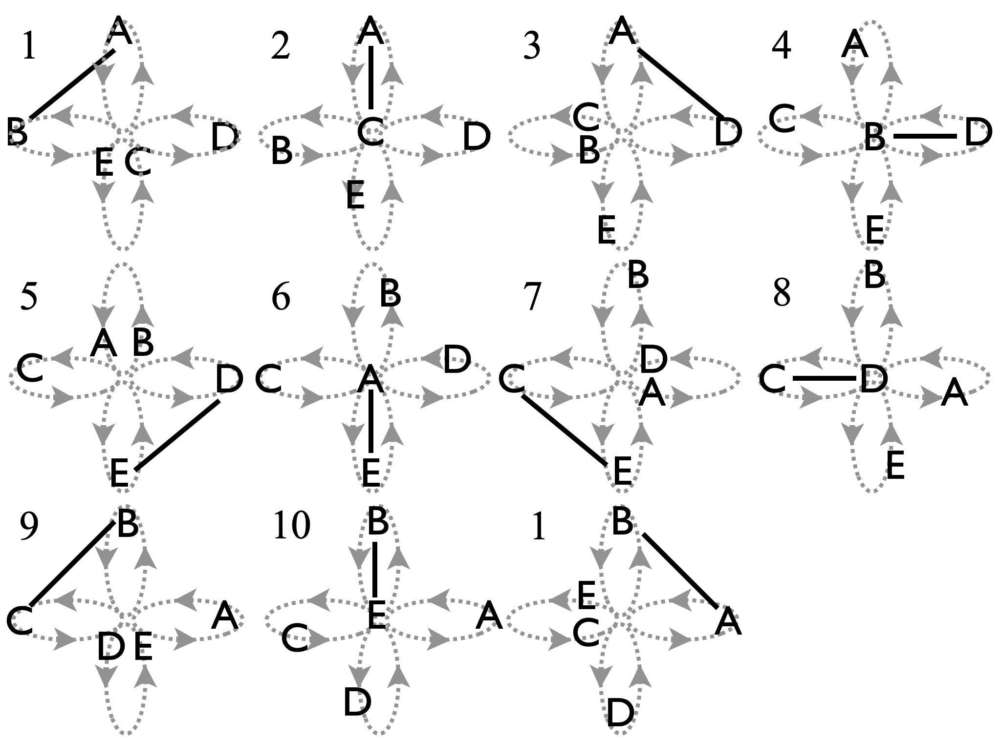 1 A B E C D
2 A B C D E
3 A C B D E
4 A C B D E
5 A B C D E
6 B C A D E
7 B C D A E
8 B C D A E
9 B C A D E
10 B E A C D
1 B E C A D